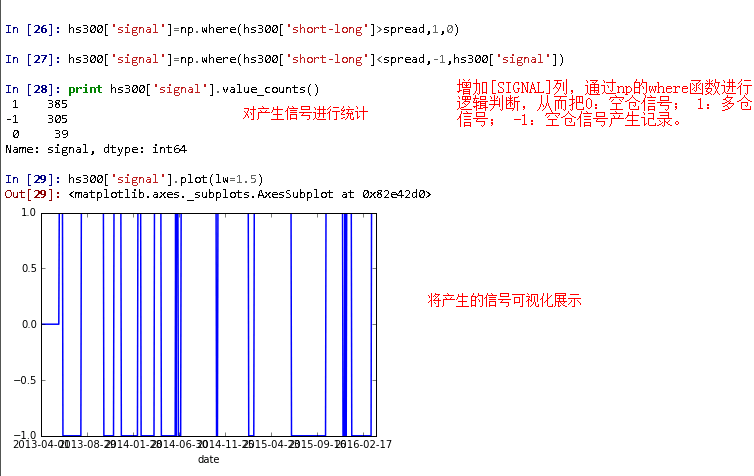 In [26]: hs300['signal']=np.where(hs300['short-long']>spread,1,0)
In [27]: hs300['signal']=np.where(hs300['short-long']<spread,-1,hs300['signal'])
In [28]: print hs300['signal'].value_counts()
1 385
-1 305
0 39
Name: signal, dtype: int64
对产生信号进行统计
增加[SIGNAL]列，通过np的where函数进行
逻辑判断，从而把0：空仓信号； 1：多仓
信号； -1：空仓信号产生记录。
In [29]: hs300['signal'].plot(lw=1.5)
Out[29]: <matplotlib.axes._subplots.AxesSubplot at 0x82e42d0>
1.0
0.5
0.0
-0.5
-1.0
将产生的信号可视化展示
2013-04-01 2013-08-29 2014-01-28 2014-06-30 2014-11-25 2015-04-23 2015-09-16 2016-02-17
date